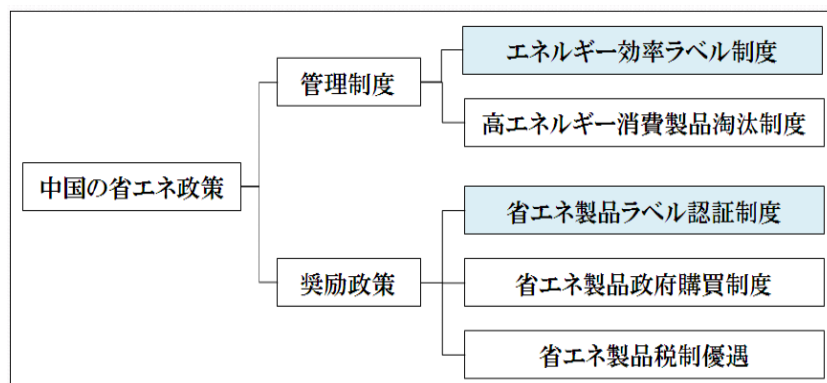 中国の省エネ政策
管理制度
エネルギー効率ラベル制度
高エネルギー消費製品淘汰制度
奨励政策
省エネ製品ラベル認証制度
省エネ製品政府購買制度
省エネ製品税制優遇